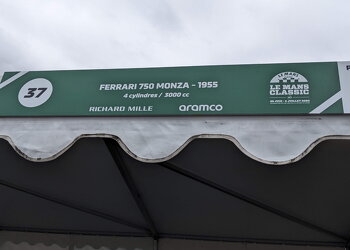 37
FERRARI 750 MONZA - 1955
4 cylindres / 3000 cc
RICHARD MILLE aramco
LE MANS
CLASSIC